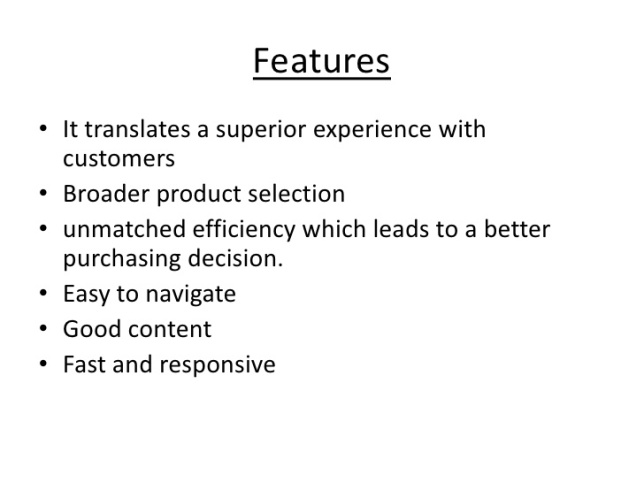 Features
• It translates a superior experience with
customers
• Broader product selection
• unmatched efficiency which leads to a better
purchasing decision.
• Easy to navigate
• Good content
• Fast and responsive